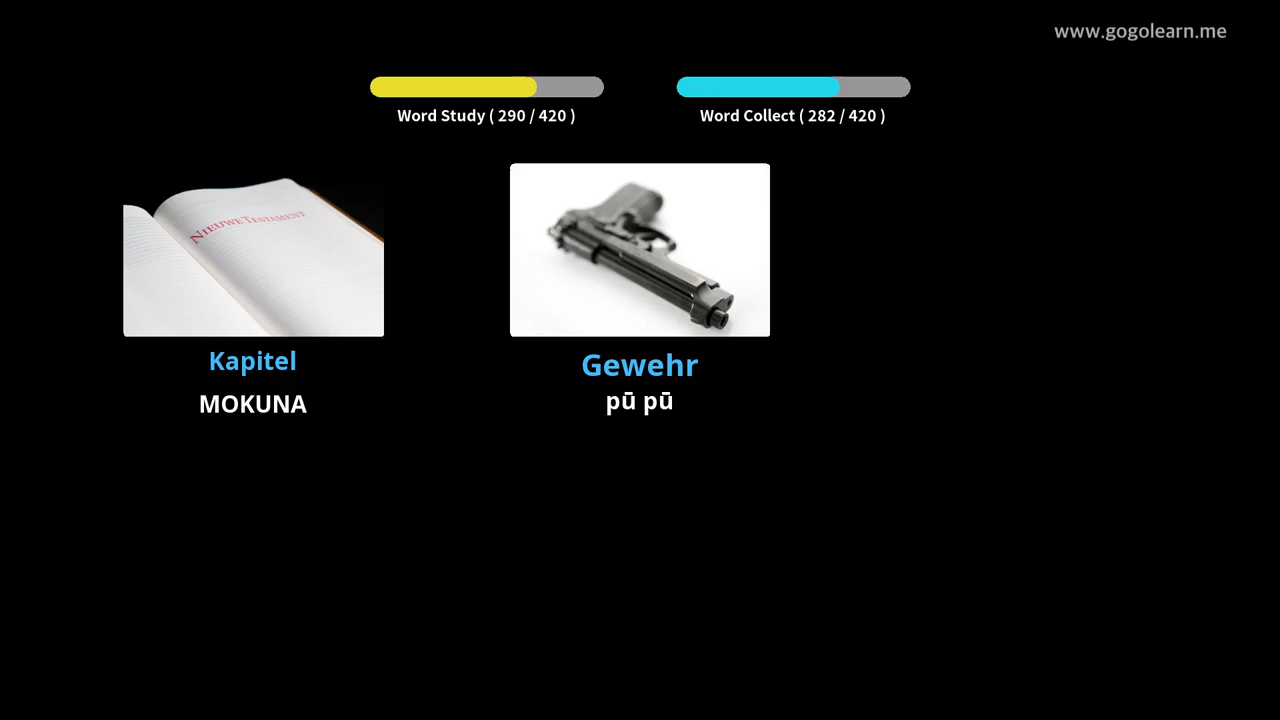 www.gogolearn.me
Word Study ( 290 / 420 )
Word Collect ( 282 / 420 )
NIEUWE TESTAMENT
Kapitel
MOKUNA
Gewehr
pū pū